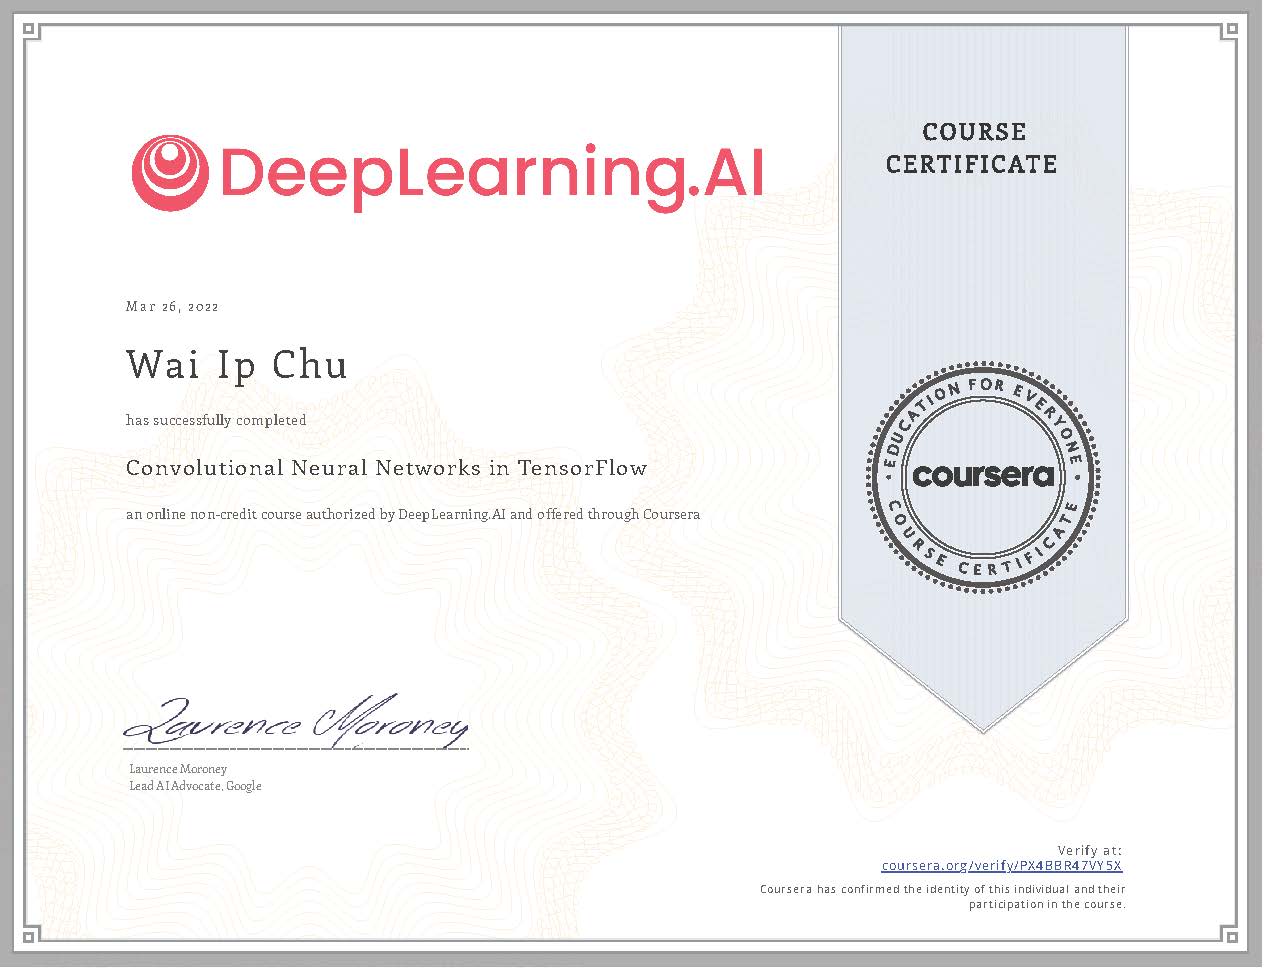 DeepLearning.AI
COURSE
CERTIFICATE
Mar 26, 2022
Wai Ip Chu
has successfully completed
Convolutional Neural Networks in TensorFlow
an online non-credit course authorized by DeepLearning.AI and offered through Coursera
EDUCATION FOR EVERYONE
coursera
COURSE CERTIFICATE
Laurence Moroney
Laurence Moroney
Lead AI Advocate, Google
Verify at:
coursera.org/verify/PX4BBR47VY5X
Coursera has confirmed the identity of this individual and their
participation in the course.